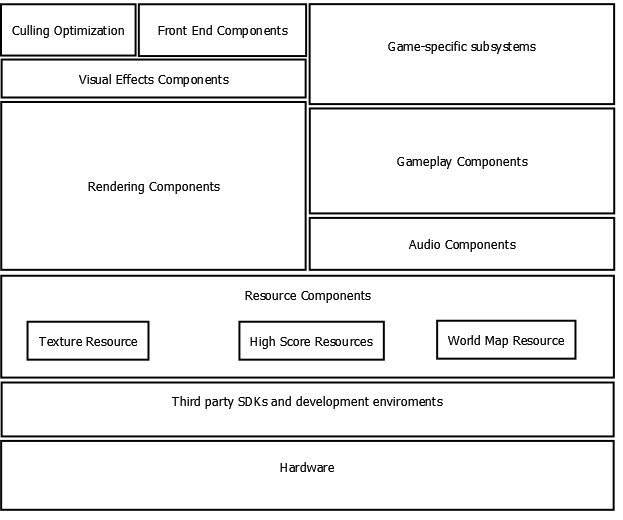 Culling Optimization
Front End Components
Game-specific subsystems
Visual Effects Components
Rendering Components
Gameplay Components
Audio Components
Resource Components
Texture Resource
High Score Resources
World Map Resource
Third party SDKs and development enviroments
Hardware